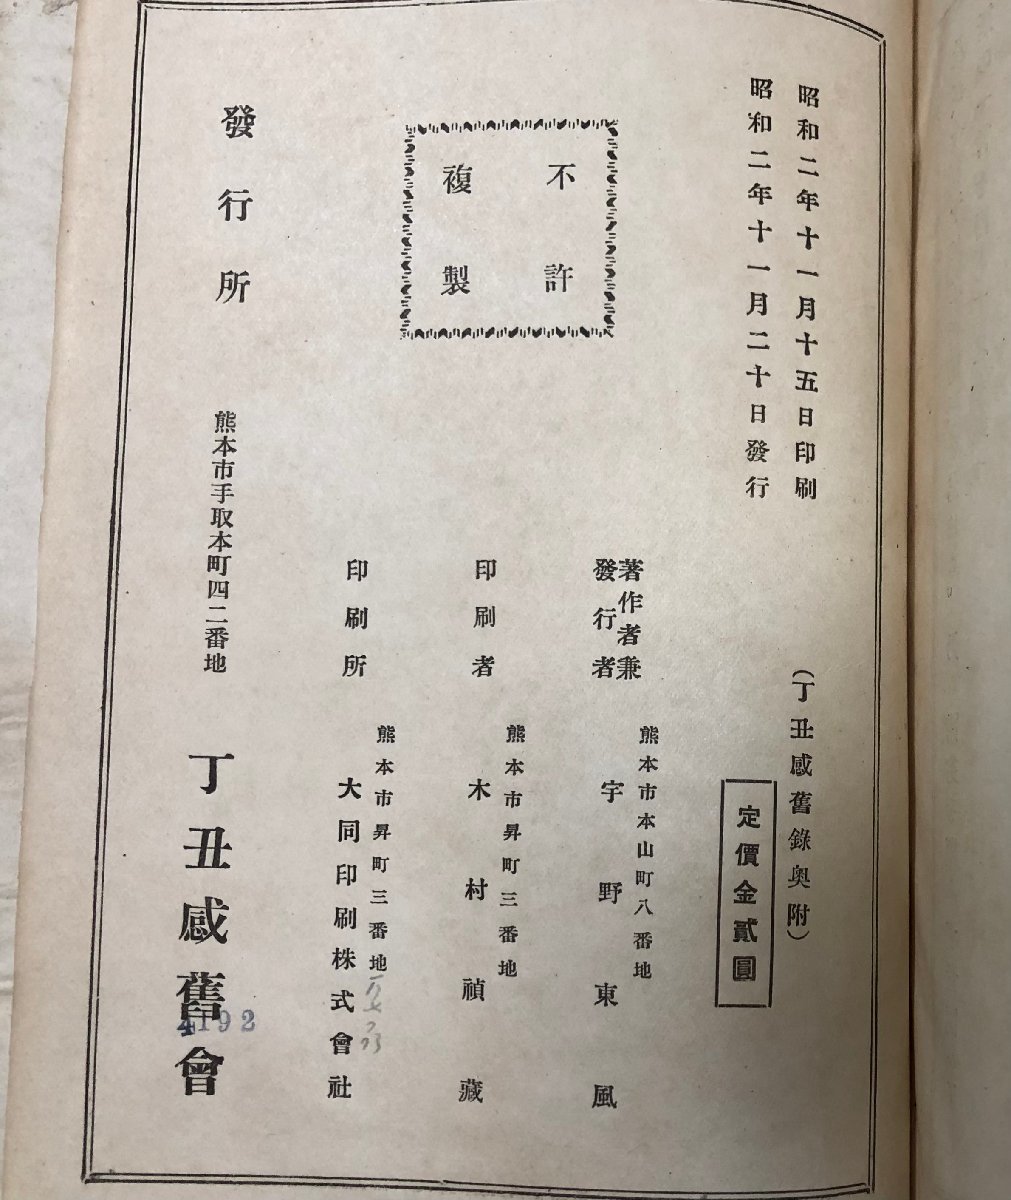 昭和二年十一月十五日印刷
昭和二年十一月二十日發行
(丁丑感舊錄奥附)
定價金貳圓
不許
複製
著作者兼
發行者
熊本市本山町八番地
宇野東風
印刷者
熊本市昇町三番地
木村禎藏
印刷所
熊本市昇町三番地
大同印刷株式會社
發行所
熊本市手取本町四二番地
丁丑感舊會
4192